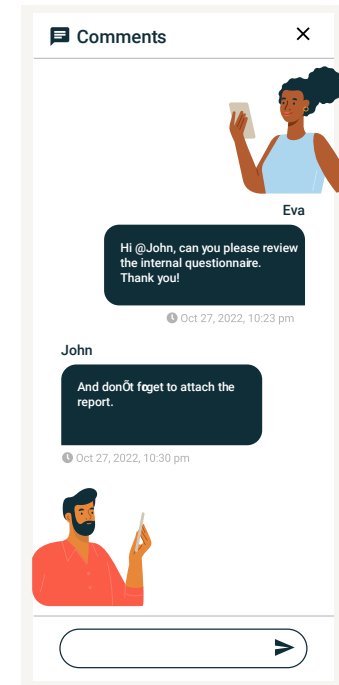 Comments
Eva
Hi @John, can you please review
the internal questionnaire.
Thank you!
Oct 27, 2022, 10:23 pm
John
And donÕt foget to attach the
report.
Oct 27, 2022, 10:30 pm